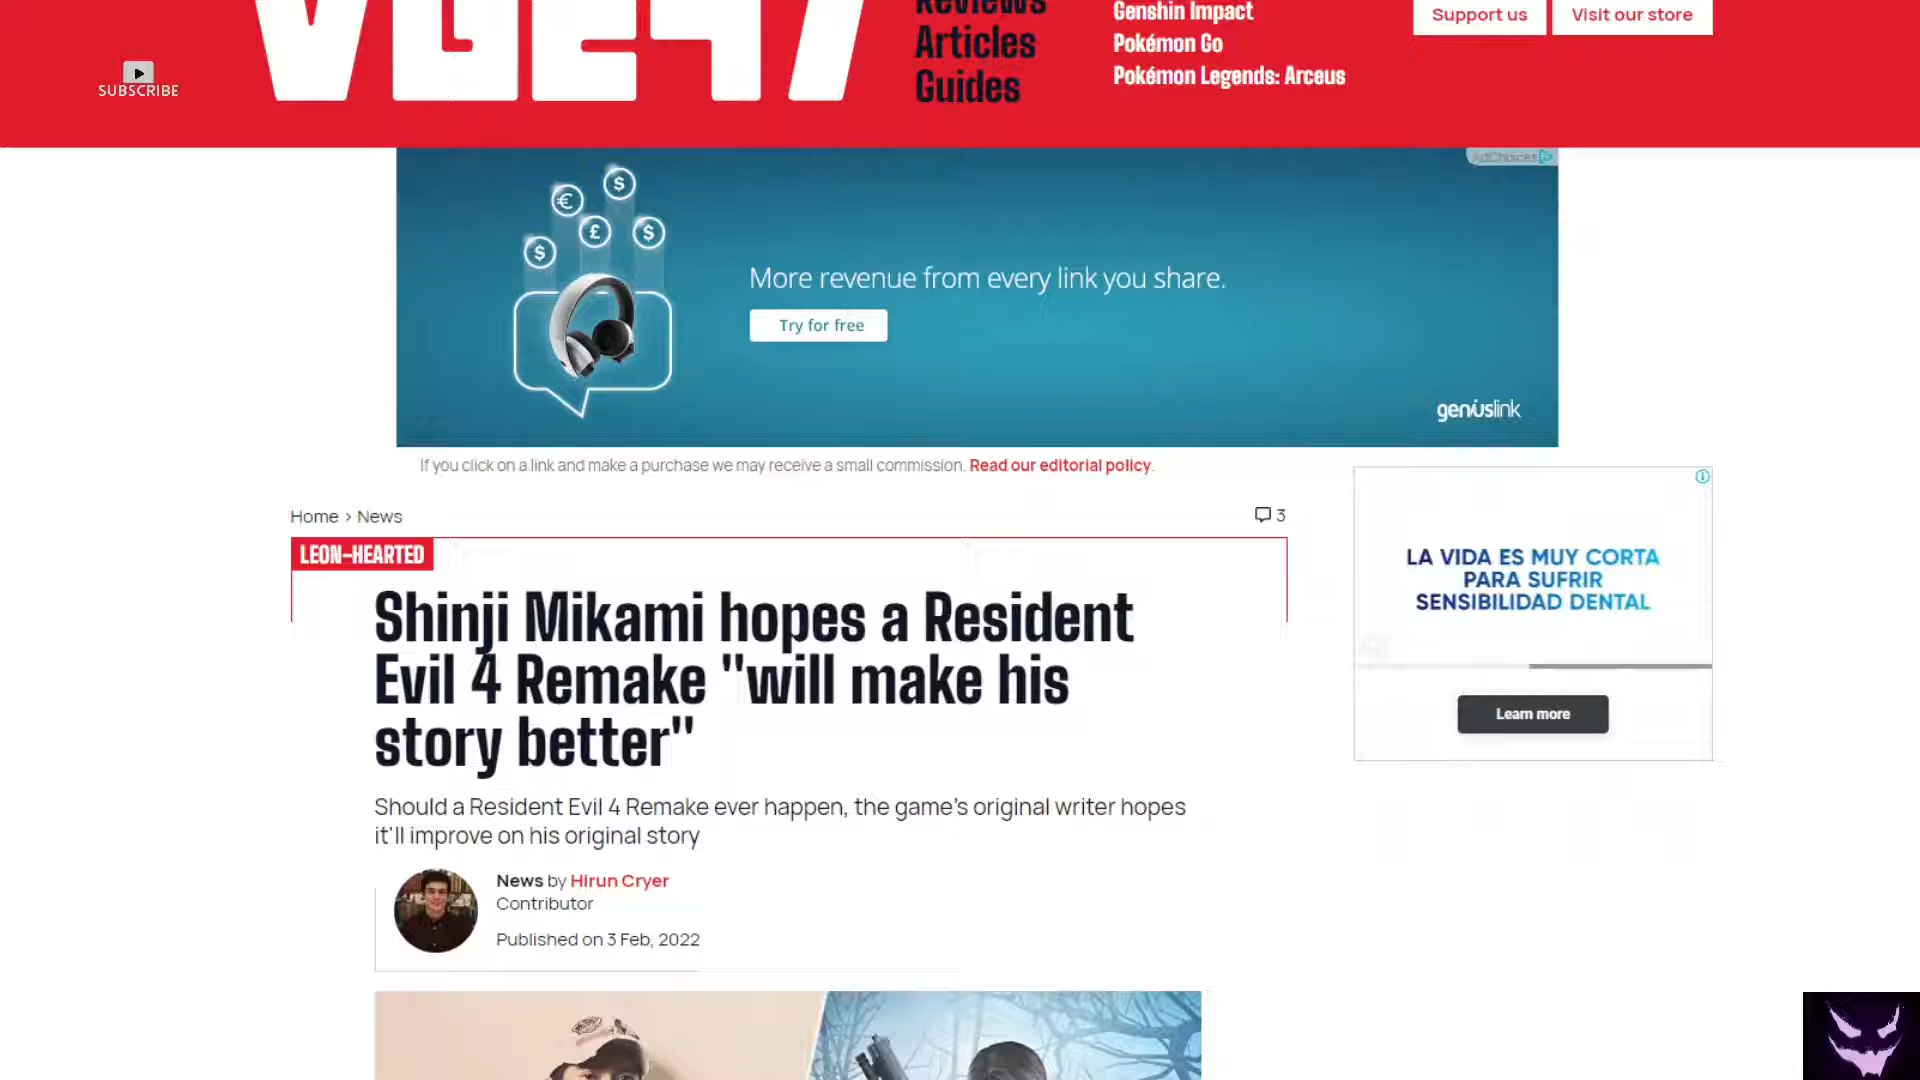 VG247
Reviews
Articles
Guides
Genshin Impact
Pokémon Go
Pokémon Legends: Arceus
Support us
Visit our store
SUBSCRIBE
AdChoices
€
$
£
$
$
More revenue from every link you share.
Try for free
geniuslink
If you click on a link and make a purchase we may receive a small commission. Read our editorial policy.
Home > News
3
LEON-HEARTED
Shinji Mikami hopes a Resident
Evil 4 Remake "will make his
story better"
Should a Resident Evil 4 Remake ever happen, the game's original writer hopes
it'll improve on his original story
News by Hirun Cryer
Contributor
Published on 3 Feb, 2022
LA VIDA ES MUY CORTA
PARA SUFRIR
SENSIBILIDAD DENTAL
Learn more